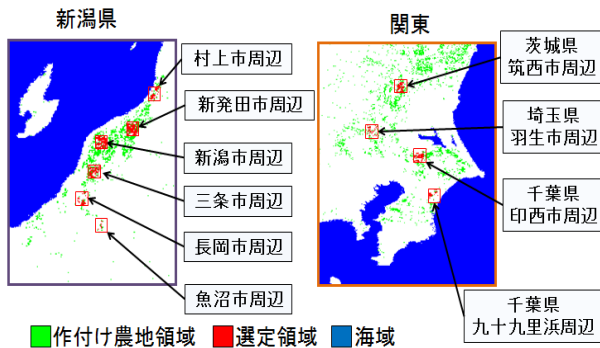 新潟県
村上市周辺
新発田市周辺
新潟市周辺
三条市周辺
長岡市周辺
魚沼市周辺
関東
茨城県
筑西市周辺
埼玉県
羽生市周辺
千葉県
印西市周辺
千葉県
九十九里浜周辺
作付け農地領域 選定領域 海域